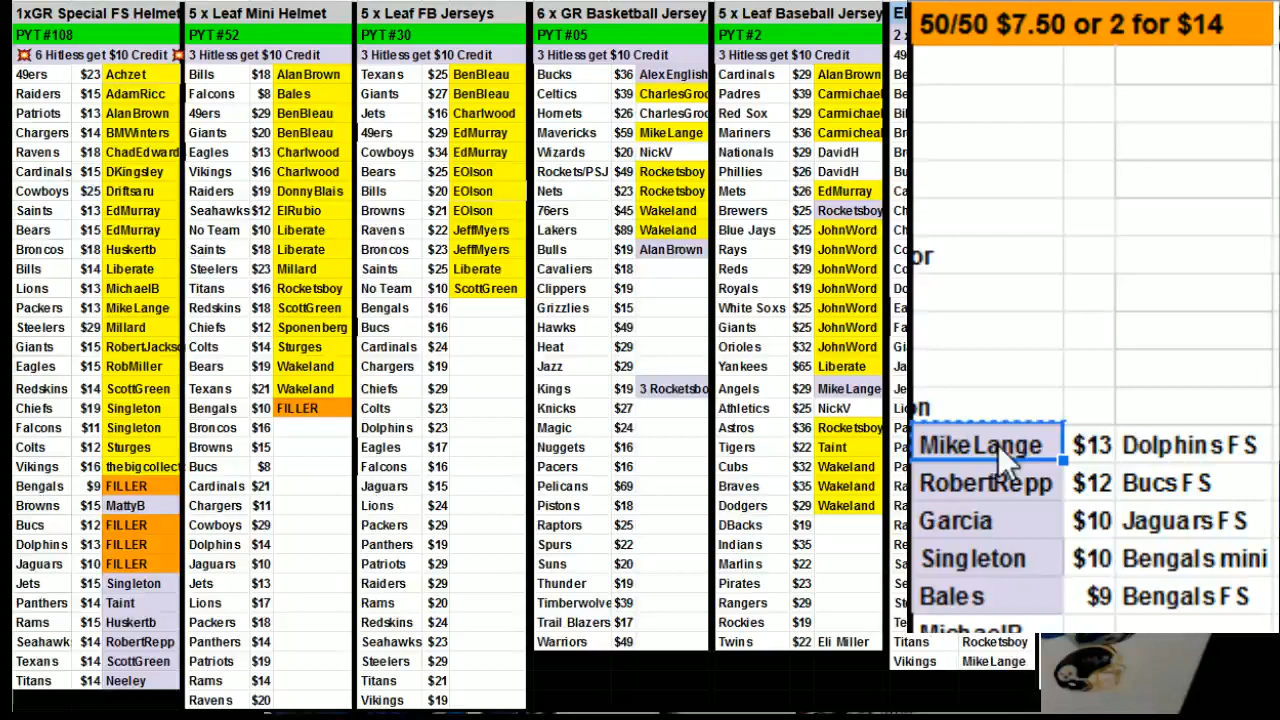 1xGR Special FS Helmet
PYT #108
💥 6 Hitless get $10 Credit 💥
49ers $23 Achzet
Raiders $15 AdamRicc
Patriots $13 AlanBrown
Chargers $14 BMWinters
Ravens $18 ChadEdward
Cardinals $15 DKingsley
Cowboys $25 Driftsaru
Saints $13 EdMurray
Bears $15 EdMurray
Broncos $18 Huskertb
Bills $14 Liberate
Lions $13 MichaelB
Packers $13 MikeLange
Steelers $29 Millard
Giants $15 RobertJackso
Eagles $15 RobMiller
Redskins $14 ScottGreen
Chiefs $19 Singleton
Falcons $11 Singleton
Colts $12 Sturges
Vikings $16 thebigcollect
Bengals $9 FILLER
Browns $15 MattyB
Bucs $12 FILLER
Dolphins $13 FILLER
Jaguars $10 FILLER
Jets $15 Singleton
Panthers $14 Taint
Rams $15 Huskertb
Seahawk $14 RobertRepp
Texans $14 ScottGreen
Titans $14 Neeley
5 x Leaf Mini Helmet
PYT #52
3 Hitless get $10 Credit
Bills $18 AlanBrown
Falcons $8 Bales
49ers $29 BenBleau
Giants $20 BenBleau
Eagles $13 Charlwood
Vikings $16 Charlwood
Raiders $19 DonnyBlais
Seahawks $12 ElRubio
No Team $10 Liberate
Saints $18 Liberate
Steelers $23 Millard
Titans $16 Rocketsboy
Redskins $18 ScottGreen
Chiefs $12 Sponenberg
Colts $14 Sturges
Bears $19 Wakeland
Texans $21 Wakeland
Bengals $10 FILLER
Broncos $16
Browns $15
Bucs $8
Cardinals $21
Chargers $11
Cowboys $29
Dolphins $14
Jaguars $10
Jets $13
Lions $17
Packers $18
Panthers $14
Patriots $19
Rams $14
Ravens $20
5 x Leaf FB Jerseys
PYT #30
3 Hitless get $10 Credit
Texans $25 BenBleau
Giants $27 BenBleau
Jets $16 Charlwood
49ers $29 EdMurray
Cowboys $34 EdMurray
Bears $25 EOlson
Bills $20 EOlson
Browns $21 EOlson
Ravens $22 JeffMyers
Broncos $23 JeffMyers
Saints $25 Liberate
No Team $10 ScottGreen
Bengals $16
Bucs $16
Cardinals $24
Chargers $19
Chiefs $29
Colts $23
Dolphins $23
Eagles $17
Falcons $16
Jaguars $15
Lions $24
Packers $29
Panthers $19
Patriots $29
Raiders $29
Rams $20
Redskins $24
Seahawks $23
Steelers $29
Titans $21
Vikings $19
6 x GR Basketball Jersey
PYT #05
3 Hitless get $10 Credit
Bucks $36 AlexEnglish
Celtics $39 CharlesGroo
Hornets $26 CharlesGroo
Mavericks $59 MikeLange
Wizards $20 NickV
Rockets/PSJ $49 Rocketsboy
Nets $23 Rocketsboy
76ers $45 Wakeland
Lakers $89 Wakeland
Bulls $19 AlanBrown
Cavaliers $18
Clippers $19
Grizzlies $15
Hawks $49
Heat $29
Jazz $29
Kings $19 3 Rocketsbo
Knicks $27
Magic $24
Nuggets $16
Pacers $16
Pelicans $69
Pistons $18
Raptors $25
Spurs $22
Suns $20
Thunder $19
Timberwolve $39
Trail Blazers $17
Warriors $49
5 x Leaf Baseball Jersey
PYT #2
3 Hitless get $10 Credit
Cardinals $29 AlanBrown
Padres $39 Carmichael
Red Sox $29 Carmichael
Mariners $36 Carmicheal
Nationals $29 DavidH
Phillies $26 DavidH
Mets $26 EdMurray
Brewers $25 Rocketsboy
Blue Jays $25 JohnWord
Rays $19 JohnWord
Reds $29 JohnWord
Royals $19 JohnWord
White Soxs $25 JohnWord
Giants $25 JohnWord
Orioles $32 JohnWord
Yankees $65 Liberate
Angels $29 MikeLange
Athletics $25 NickV
Astros $36 Rocketsboy
Tigers $22 Taint
Cubs $32 Wakeland
Braves $35 Wakeland
Dodgers $29 Wakeland
DBacks $19
Indians $35
Marlins $22
Pirates $23
Rangers $29
Rockies $19
Twins $22 Eli Miller
50/50 $7.50 or 2 for $14
or
on
MikeLange $13 Dolphins FS
RobertRepp $12 Bucs FS
Garcia $10 Jaguars FS
Singleton $10 Bengals mini
Bales $9 Bengals FS
MichaelB
Titans Rocketsboy
Vikings MikeLange